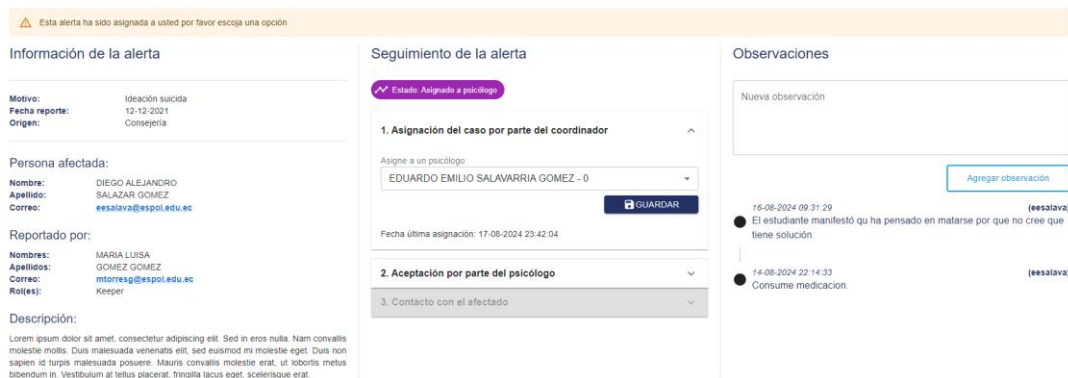 Esta alerta ha sido asignada a usted por favor escoja una opción
Información de la alerta
Motivo: Ideación suicida
Fecha reporte: 12-12-2021
Origen: Consejería
Persona afectada:
Nombre: DIEGO ALEJANDRO
Apellido: SALAZAR GOMEZ
Correo: eesalava@espol.edu.ec
Reportado por:
Nombres: MARIA LUISA
Apellidos: GOMEZ GOMEZ
Correo: mtorresg@espol.edu.ec
Rol(es): Keeper
Descripción:
Lorem ipsum dolor sit amet, consectetur adipiscing elit. Sed in eros nulla. Nam convallis
molestie mollis. Duis malesuada venenatis elit, sed euismod mi molestie eget. Duis non
sapien id turpis malesuada posuere. Mauris convallis molestie erat, ut lobortis metus
bibendum in. Vestibulum at tellus placerat, fringilla lacus eget, scelerisque erat.
Seguimiento de la alerta
Estado: Asignado a psicólogo
1. Asignación del caso por parte del coordinador
Asigne a un psicólogo
EDUARDO EMILIO SALAVARRIA GOMEZ - 0
GUARDAR
Fecha última asignación: 17-08-2024 23:42:04
2. Aceptación por parte del psicólogo
3. Contacto con el afectado
Observaciones
Nueva observación
Agregar observación
16-08-2024 09:31:29 (eesalava)
El estudiante manifestó qu ha pensado en matarse por que no cree que
tiene solución.
14-08-2024 22:14:33 (eesalava)
Consume medicacion.